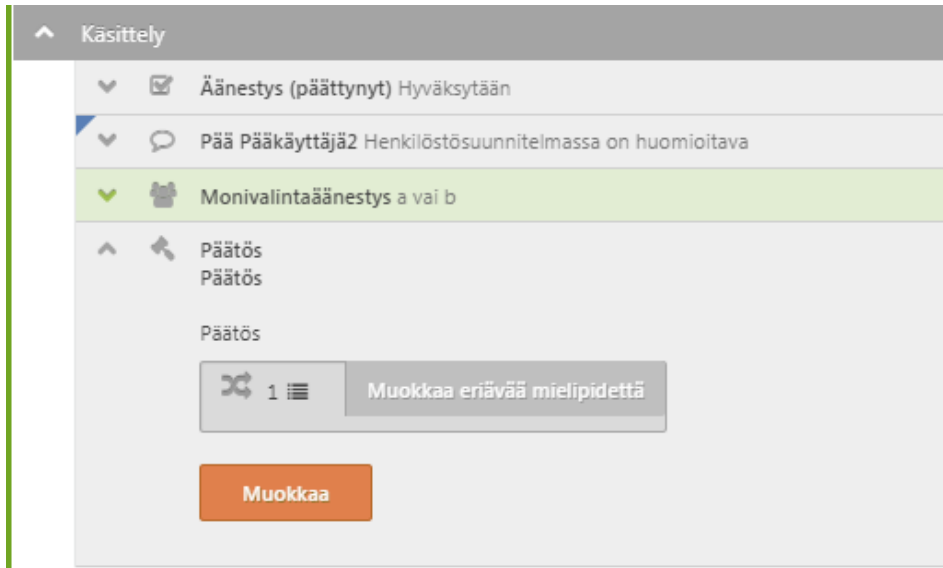 Käsittely
Äänestys (päättynyt) Hyväksytään
Pää Pääkäyttäjä2 Henkilöstösuunnitelmassa on huomioitava
Monivalintaäänestys a vai b
Päätös
Päätös
Päätös
1 Muokkaa eriävää mielipidettä
Muokkaa